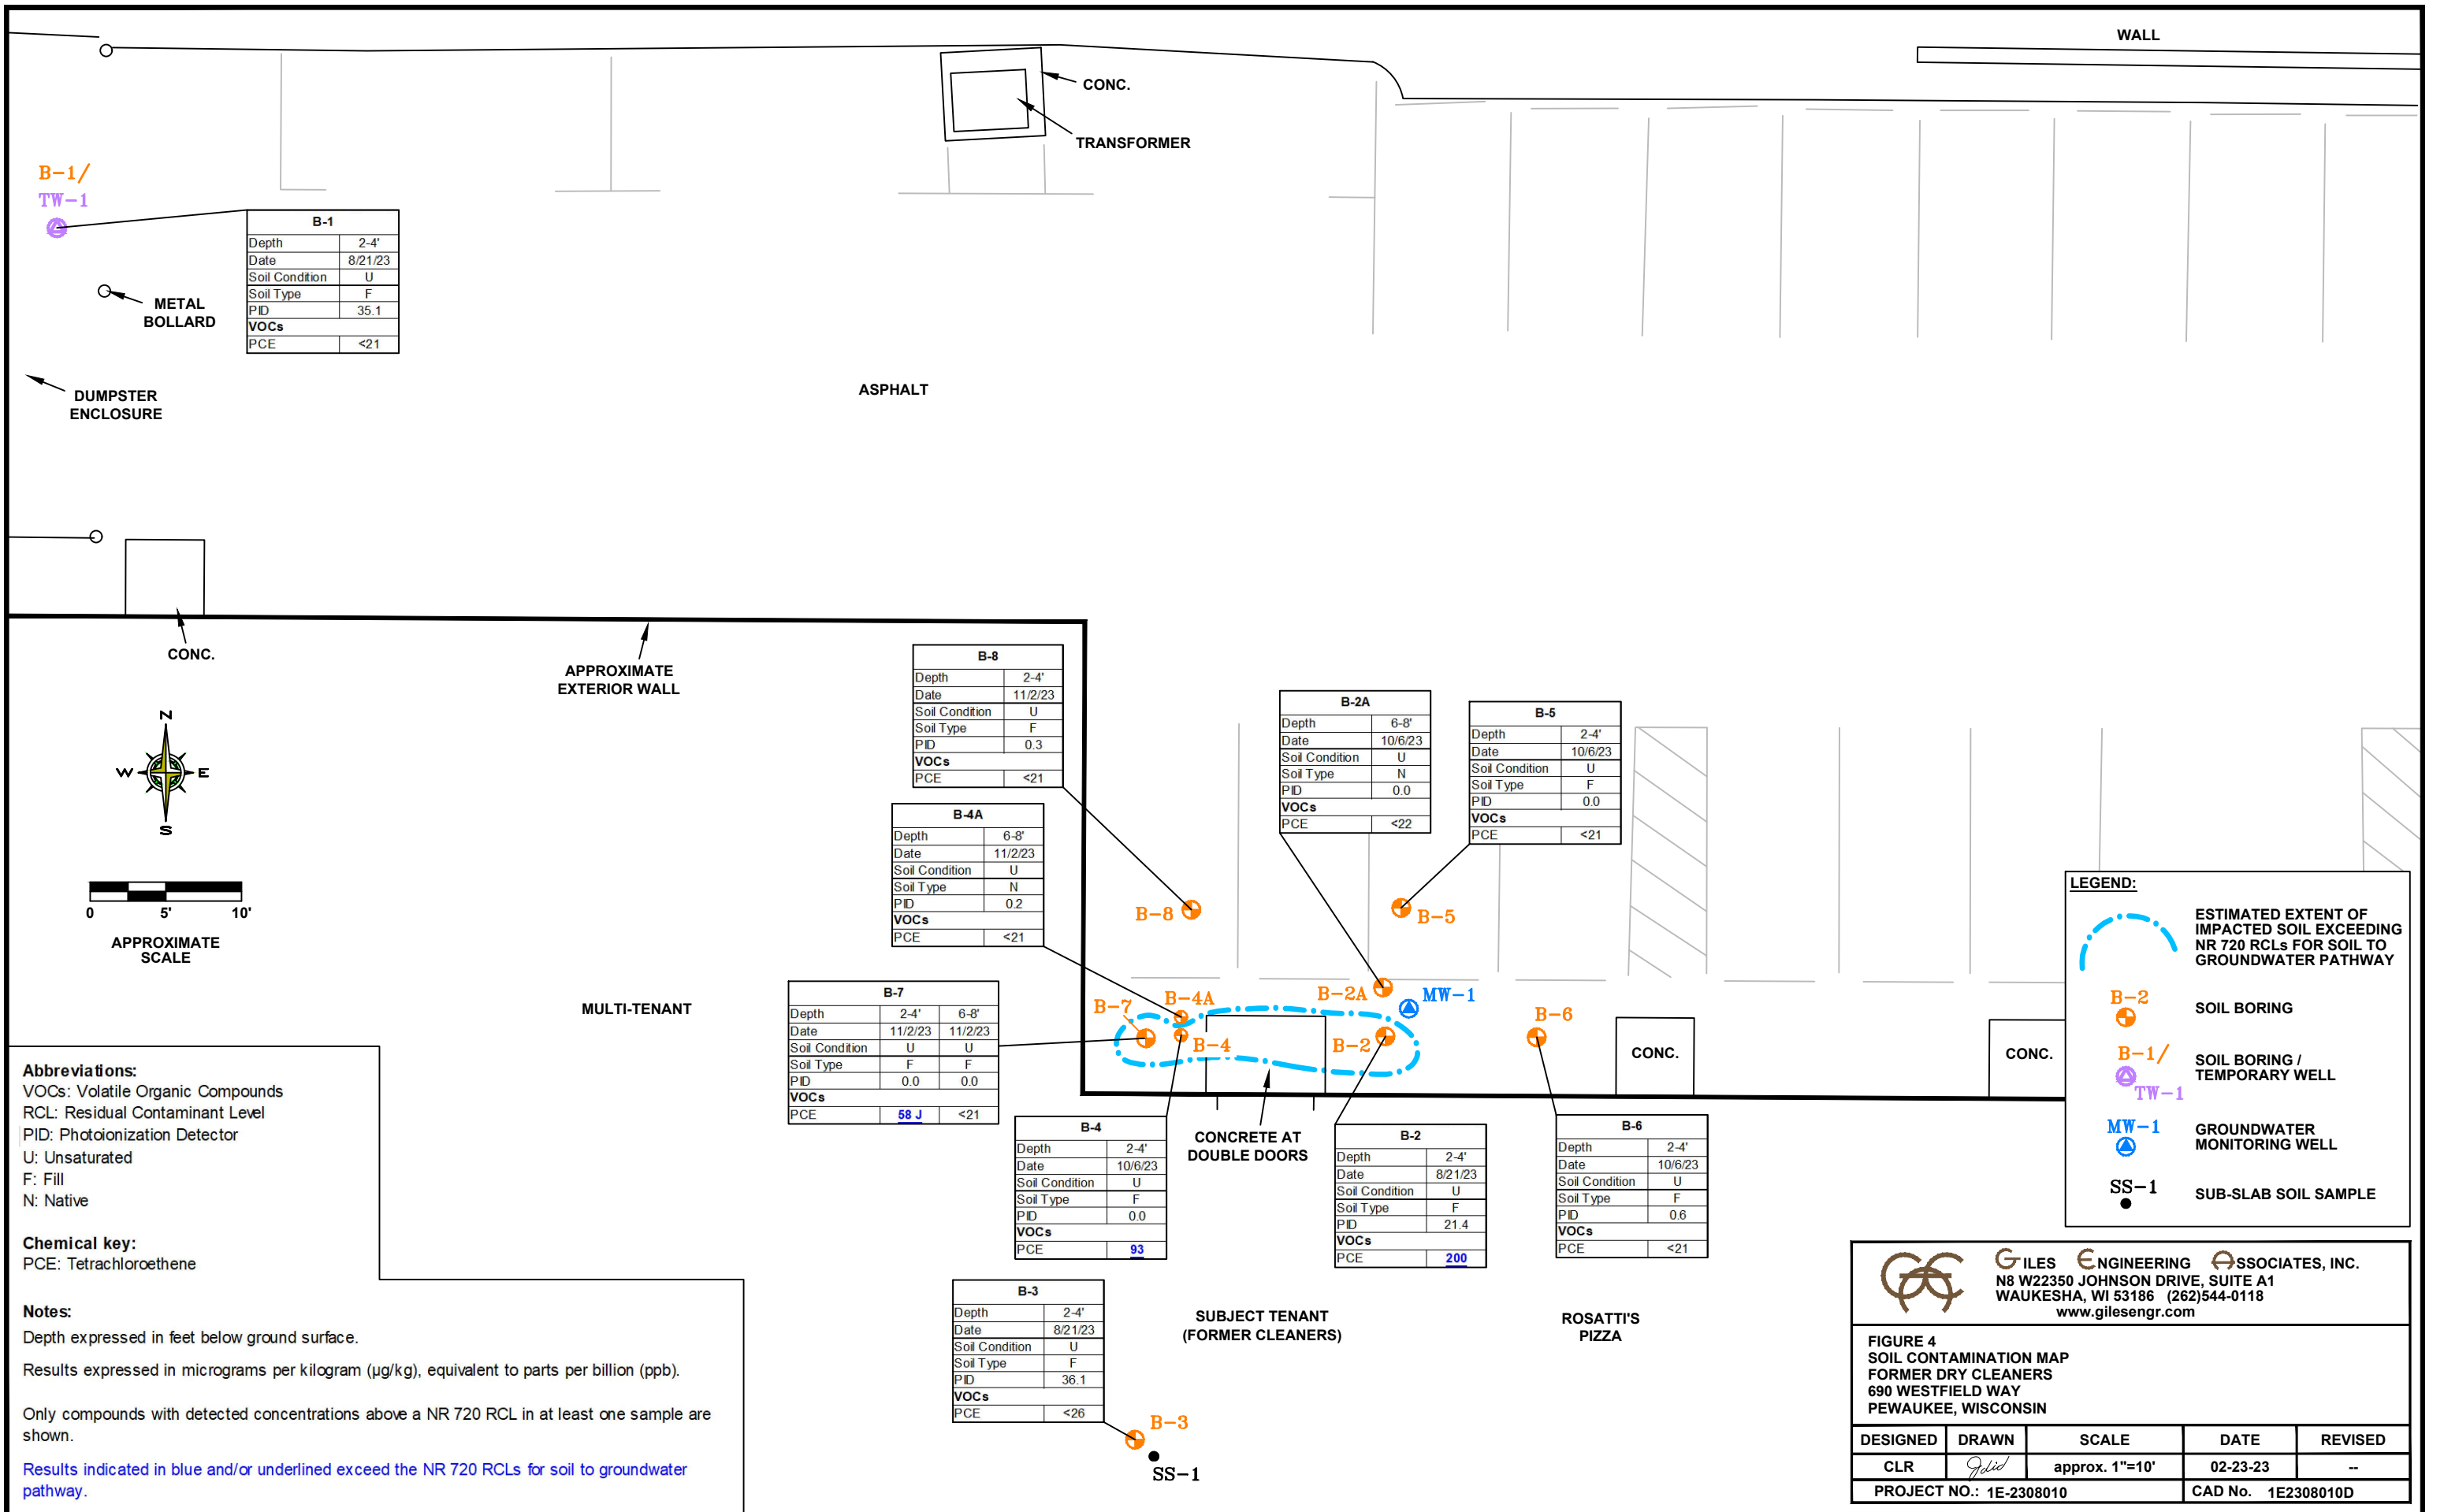 WALL
CONC.
TRANSFORMER
B-1/
TW-1
B-1
Depth 2-4'
Date 8/21/23
Soil Condition U
Soil Type F
PID 35.1
VOCs
PCE <21
METAL
BOLLARD
DUMPSTER
ENCLOSURE
ASPHALT
CONC.
APPROXIMATE
EXTERIOR WALL
N
W E
S
0 5' 10'
APPROXIMATE
SCALE
B-8
Depth 2-4'
Date 11/2/23
Soil Condition U
Soil Type F
PID 0.3
VOCs
PCE <21
B-2A
Depth 6-8'
Date 10/6/23
Soil Condition U
Soil Type N
PID 0.0
VOCs
PCE <22
B-5
Depth 2-4'
Date 10/6/23
Soil Condition U
Soil Type F
PID 0.0
VOCs
PCE <21
B-4A
Depth 6-8'
Date 11/2/23
Soil Condition U
Soil Type N
PID 0.2
VOCs
PCE <21
B-8
B-5
MULTI-TENANT
B-7
Depth 2-4' 6-8'
Date 11/2/23 11/2/23
Soil Condition U U
Soil Type F F
PID 0.0 0.0
VOCs
PCE 58 J <21
B-7
B-4A
B-4
B-2A
MW-1
B-2
B-6
CONC.
CONC.
B-4
Depth 2-4'
Date 10/6/23
Soil Condition U
Soil Type F
PID 0.0
VOCs
PCE 93
CONCRETE AT
DOUBLE DOORS
B-2
Depth 2-4'
Date 8/21/23
Soil Condition U
Soil Type F
PID 21.4
VOCs
PCE 200
B-6
Depth 2-4'
Date 10/6/23
Soil Condition U
Soil Type F
PID 0.6
VOCs
PCE <21
B-3
Depth 2-4'
Date 8/21/23
Soil Condition U
Soil Type F
PID 36.1
VOCs
PCE <26
B-3
SS-1
SUBJECT TENANT
(FORMER CLEANERS)
ROSATTI'S
PIZZA
Abbreviations:
VOCs: Volatile Organic Compounds
RCL: Residual Contaminant Level
PID: Photoionization Detector
U: Unsaturated
F: Fill
N: Native
Chemical key:
PCE: Tetrachloroethene
Notes:
Depth expressed in feet below ground surface.
Results expressed in micrograms per kilogram (µg/kg), equivalent to parts per billion (ppb).
Only compounds with detected concentrations above a NR 720 RCL in at least one sample are
shown.
Results indicated in blue and/or underlined exceed the NR 720 RCLs for soil to groundwater
pathway.
LEGEND:
ESTIMATED EXTENT OF
IMPACTED SOIL EXCEEDING
NR 720 RCLs FOR SOIL TO
GROUNDWATER PATHWAY
B-2
SOIL BORING
B-1/
TW-1
SOIL BORING /
TEMPORARY WELL
MW-1
GROUNDWATER
MONITORING WELL
SS-1
SUB-SLAB SOIL SAMPLE
GILES ENGINEERING ASSOCIATES, INC.
N8 W22350 JOHNSON DRIVE, SUITE A1
WAUKESHA, WI 53186 (262)544-0118
www.gilesengr.com
FIGURE 4
SOIL CONTAMINATION MAP
FORMER DRY CLEANERS
690 WESTFIELD WAY
PEWAUKEE, WISCONSIN
DESIGNED DRAWN SCALE DATE REVISED
CLR approx. 1"=10' 02-23-23 --
PROJECT NO.: 1E-2308010 CAD No. 1E2308010D